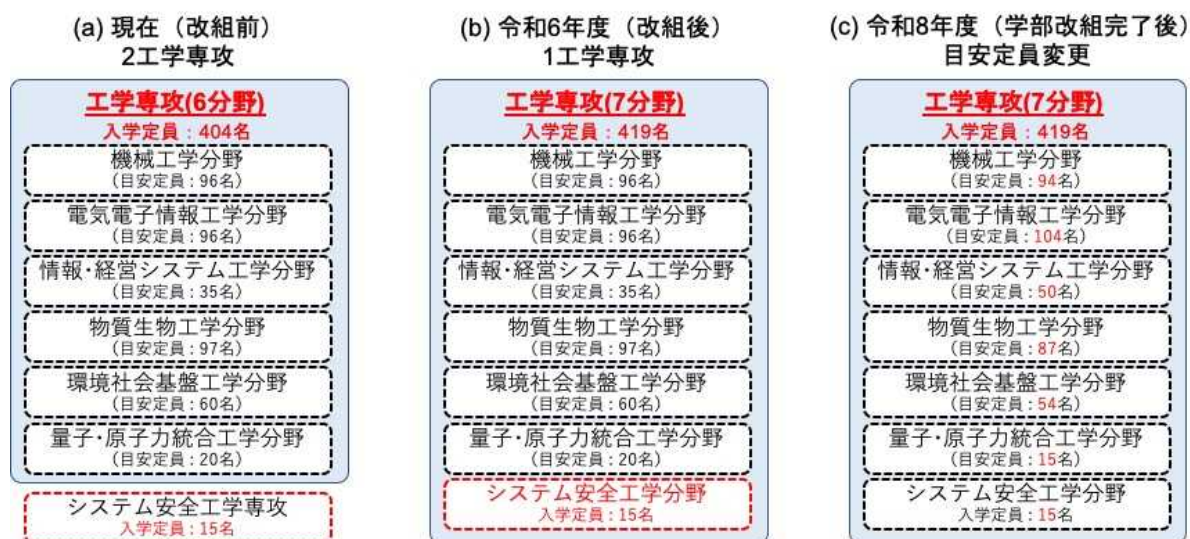 (a) 現在（改組前）
2工学専攻
工学専攻(6分野)
入学定員：404名
機械工学分野
（目安定員：96名）
電気電子情報工学分野
（目安定員：96名）
情報･経営システム工学分野
（目安定員：35名）
物質生物工学分野
（目安定員：97名）
環境社会基盤工学分野
（目安定員：60名）
量子･原子力統合工学分野
（目安定員：20名）
システム安全工学専攻
入学定員：15名
(b) 令和6年度（改組後）
1工学専攻
工学専攻(7分野)
入学定員：419名
機械工学分野
（目安定員：96名）
電気電子情報工学分野
（目安定員：96名）
情報･経営システム工学分野
（目安定員：35名）
物質生物工学分野
（目安定員：97名）
環境社会基盤工学分野
（目安定員：60名）
量子･原子力統合工学分野
（目安定員：20名）
システム安全工学分野
入学定員：15名
(c) 令和8年度（学部改組完了後）
目安定員変更
工学専攻(7分野)
入学定員：419名
機械工学分野
（目安定員：94名）
電気電子情報工学分野
（目安定員：104名）
情報･経営システム工学分野
（目安定員：50名）
物質生物工学分野
（目安定員：87名）
環境社会基盤工学分野
（目安定員：54名）
量子･原子力統合工学分野
（目安定員：15名）
システム安全工学分野
入学定員：15名